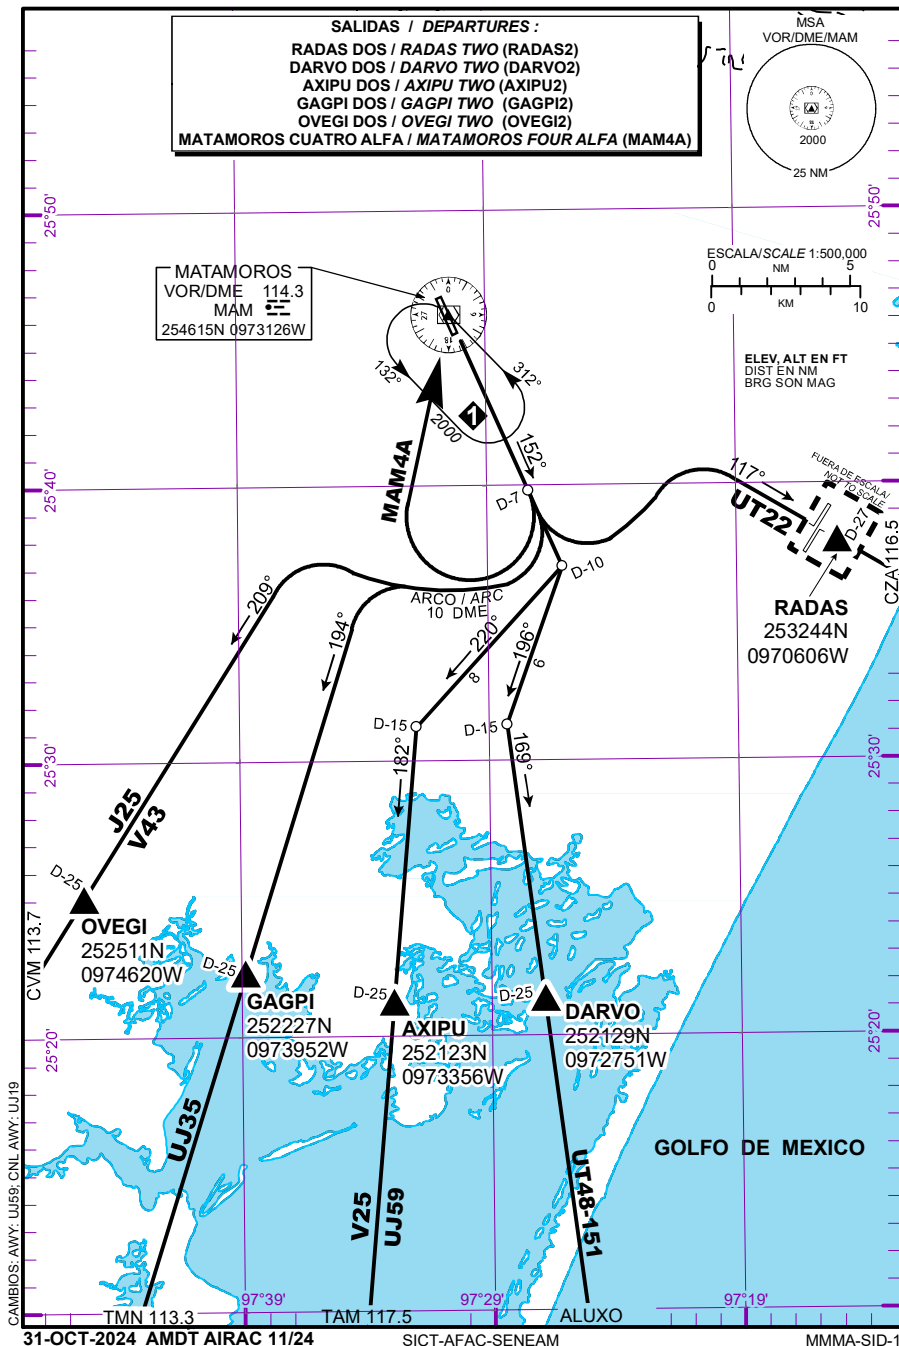 SALIDAS / DEPARTURES :
RADAS DOS / RADAS TWO (RADAS2)
DARVO DOS / DARVO TWO (DARVO2)
AXIPU DOS / AXIPU TWO (AXIPU2)
GAGPI DOS / GAGPI TWO (GAGPI2)
OVEGI DOS / OVEGI TWO (OVEGI2)
MATAMOROS CUATRO ALFA / MATAMOROS FOUR ALFA (MAM4A)
MSA
VOR/DME/MAM
2000
25 NM
25°50'
25°50'
ESCALA/SCALE 1:500,000
0 NM 5
0 KM 10
MATAMOROS
VOR/DME 114.3
MAM
254615N 0973126W
0
6
18
27
ELEV, ALT EN FT
DIST EN NM
BRG SON MAG
132°
312°
2000
1
MAM4A
152°
25°40'
25°40'
D-7
117°
UT22
FUERA DE ESCALA/
NOT TO SCALE
D-27
CZA 116.5
RADAS
253244N
0970606W
D-10
ARCO / ARC
10 DME
209°
194°
220°
8
196°
6
D-15
D-15
182°
169°
25°30'
25°30'
J25
V43
D-25
OVEGI
252511N
0974620W
CVM 113.7
D-25
GAGPI
252227N
0973952W
D-25
AXIPU
252123N
0973356W
D-25
DARVO
252129N
0972751W
25°20'
25°20'
UJ35
V25
UJ59
UT48-151
GOLFO DE MEXICO
97°39'
97°29'
97°19'
TMN 113.3
TAM 117.5
ALUXO
CAMBIOS: AWY: UJ59; CNL AWY: UJ19
31-OCT-2024 AMDT AIRAC 11/24
SICT-AFAC-SENEAM
MMMA-SID-1